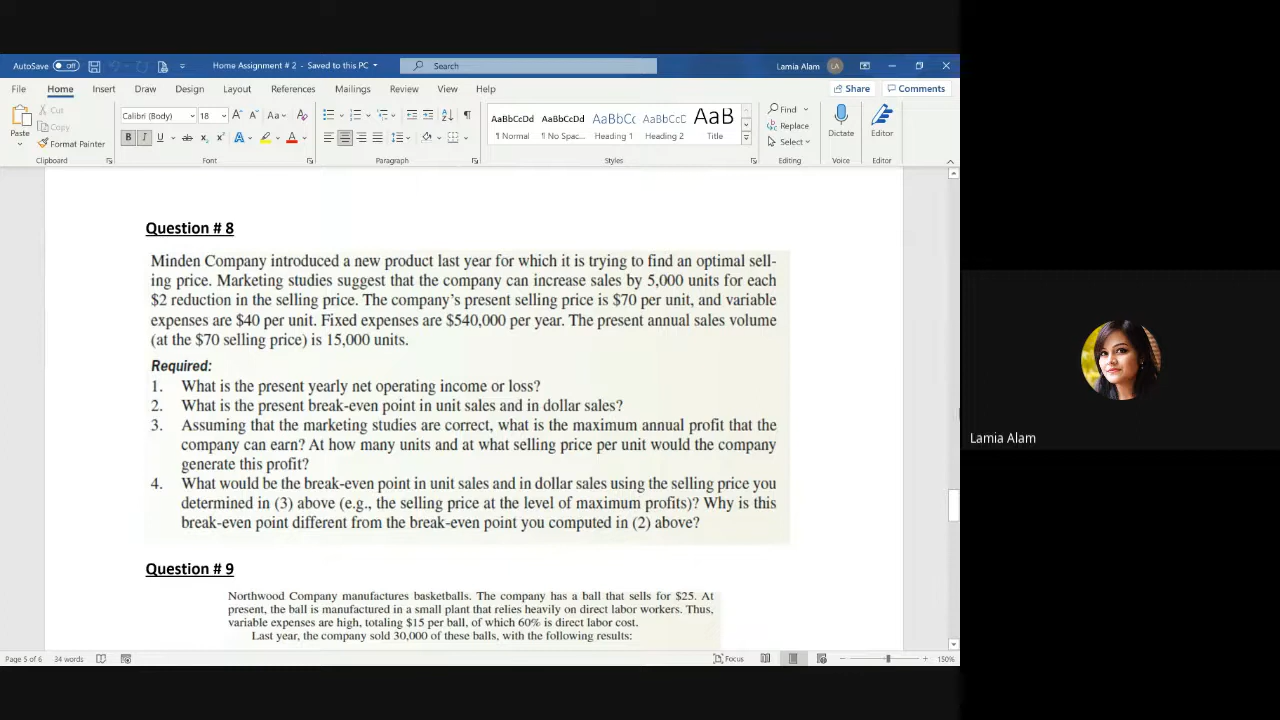 AutoSave Off Home Assignment # 2 - Saved to this PC Search Lamia Alam LA
File Home Insert Draw Design Layout References Mailings Review View Help Share Comments
Paste Cut Copy Format Painter
Calibri (Body) 18
AaBbCcDd AaBbCcDd AaBbCc AaBbCcC AaB
¶ Normal ¶ No Spac... Heading 1 Heading 2 Title
Find Replace Select
Dictate Editor
Clipboard Font Paragraph Styles Editing Voice Editor
Question # 8
Minden Company introduced a new product last year for which it is trying to find an optimal sell-
ing price. Marketing studies suggest that the company can increase sales by 5,000 units for each
$2 reduction in the selling price. The company's present selling price is $70 per unit, and variable
expenses are $40 per unit. Fixed expenses are $540,000 per year. The present annual sales volume
(at the $70 selling price) is 15,000 units.
Required:
1. What is the present yearly net operating income or loss?
2. What is the present break-even point in unit sales and in dollar sales?
3. Assuming that the marketing studies are correct, what is the maximum annual profit that the
company can earn? At how many units and at what selling price per unit would the company
generate this profit?
4. What would be the break-even point in unit sales and in dollar sales using the selling price you
determined in (3) above (e.g., the selling price at the level of maximum profits)? Why is this
break-even point different from the break-even point you computed in (2) above?
Question # 9
Northwood Company manufactures basketballs. The company has a ball that sells for $25. At
present, the ball is manufactured in a small plant that relies heavily on direct labor workers. Thus,
variable expenses are high, totaling $15 per ball, of which 60% is direct labor cost.
Last year, the company sold 30,000 of these balls, with the following results:
Page 5 of 6 34 words Focus 150%
Lamia Alam